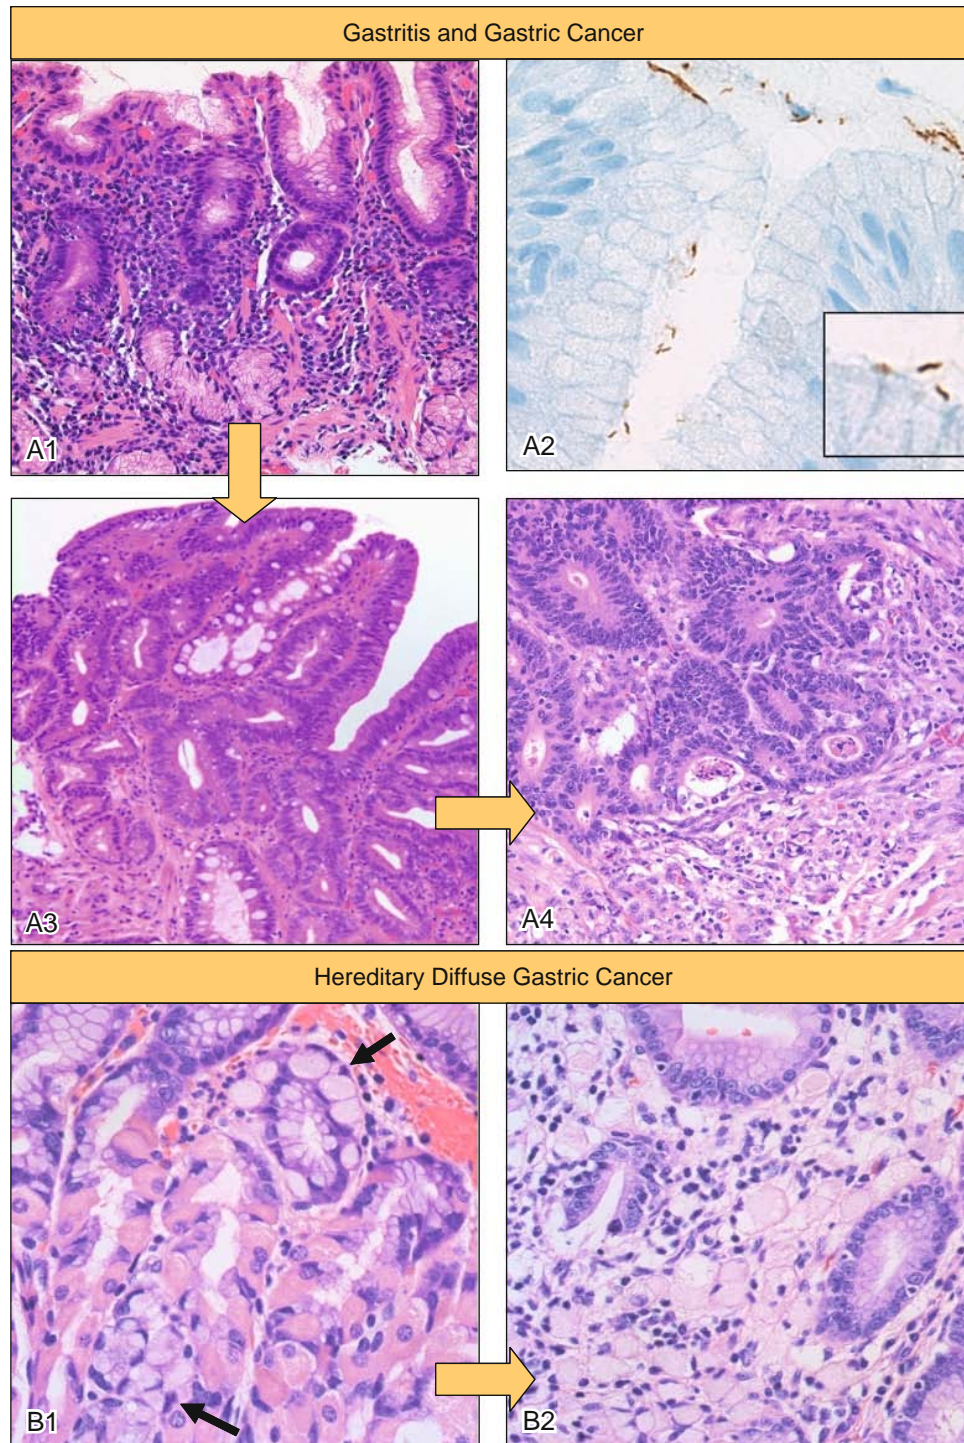 Gastritis and Gastric Cancer
A1
A2
A3
A4
Hereditary Diffuse Gastric Cancer
B1
B2